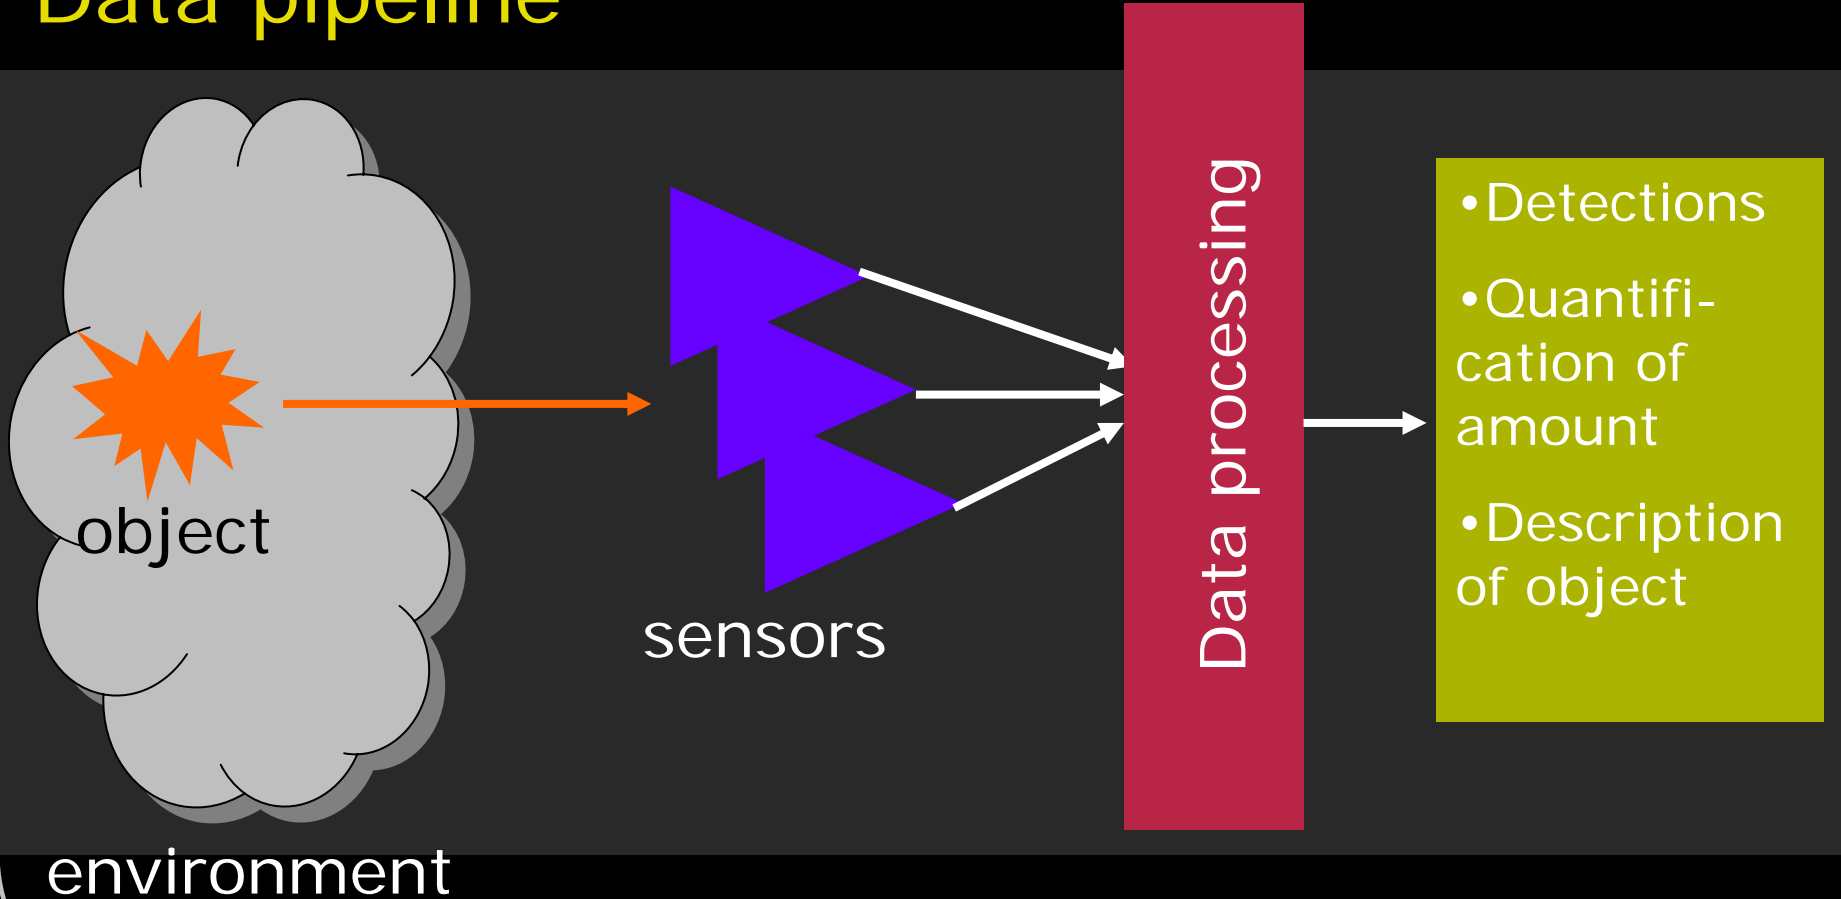 Data pipeline
object
environment
sensors
Data processing
•Detections
•Quantifi-
cation of
amount
•Description
of object